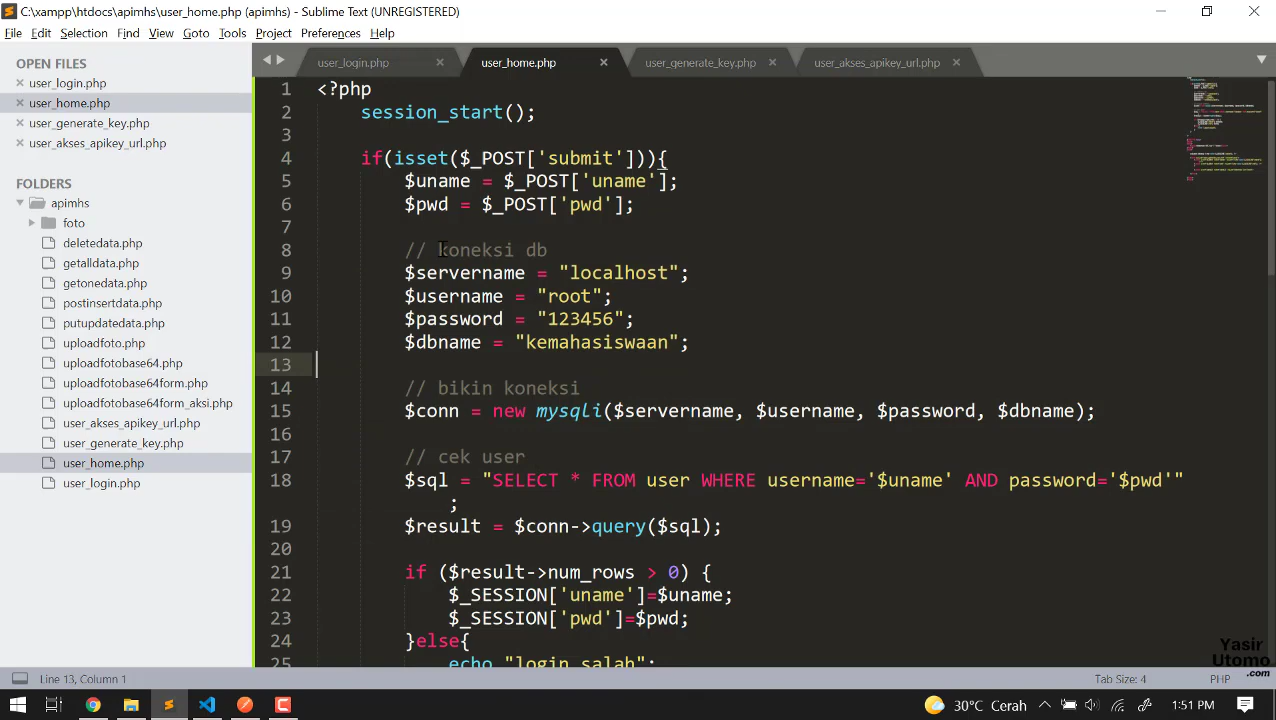 C:\xampp\htdocs\apimhs\user_home.php (apimhs) - Sublime Text (UNREGISTERED)
File Edit Selection Find View Goto Tools Project Preferences Help
OPEN FILES
user_login.php
user_home.php
user_generate_key.php
user_akses_apikey_url.php
FOLDERS
apimhs
foto
deletedata.php
getalldata.php
getonedata.php
postinsertdata.php
putupdatedata.php
uploadfoto.php
uploadfotobase64.php
uploadfotobase64form.php
uploadfotobase64form_aksi.php
user_akses_apikey_url.php
user_generate_key.php
user_home.php
user_login.php
user_login.php user_home.php user_generate_key.php user_akses_apikey_url.php
1 <?php
2 session_start();
3
4 if(isset($_POST['submit'])){
5 $uname = $_POST['uname'];
6 $pwd = $_POST['pwd'];
7
8 // koneksi db
9 $servername = "localhost";
10 $username = "root";
11 $password = "123456";
12 $dbname = "kemahasiswaan";
13
14 // bikin koneksi
15 $conn = new mysqli($servername, $username, $password, $dbname);
16
17 // cek user
18 $sql = "SELECT * FROM user WHERE username='$uname' AND password='$pwd'"
;
19 $result = $conn->query($sql);
20
21 if ($result->num_rows > 0) {
22 $_SESSION['uname']=$uname;
23 $_SESSION['pwd']=$pwd;
24 }else{
25 echo "login salah";
Yasir
Utomo
.com
Line 13, Column 1 Tab Size: 4 PHP
30°C Cerah 1:51 PM